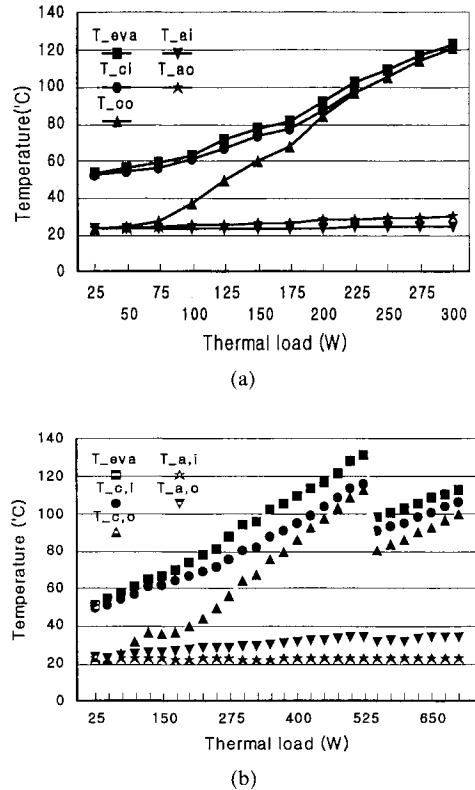 140
T_eva T_ai
120
T_ci T_ao
100
T_co
80
60
40
20
0
Temperature(℃)
25 75 125 175 225 275
50 100 150 200 250 300
Thermal load (W)
(a)
140
T_eva T_a,i
120
T_c,i T_a,o
100
T_c,o
80
60
40
20
0
Temperature (℃)
25 150 275 400 525 650
Thermal load (W)
(b)